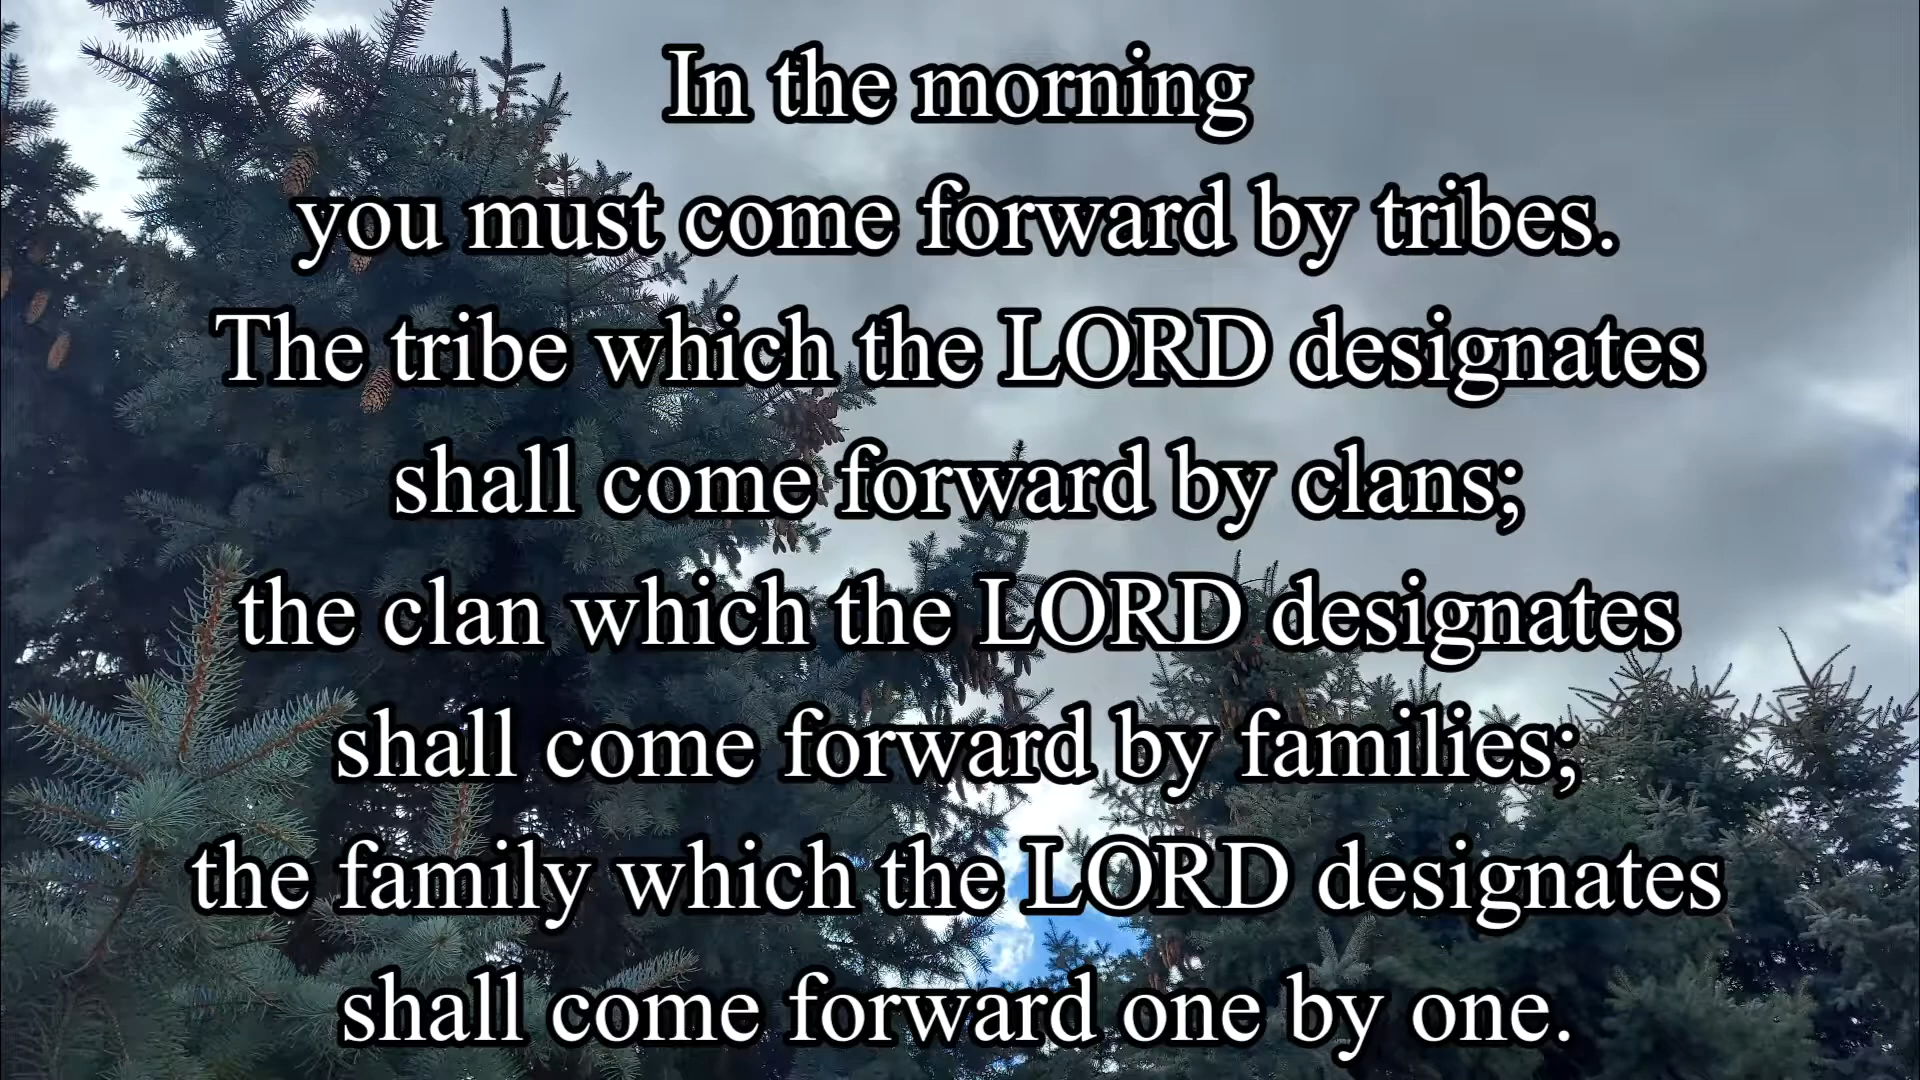 In the morning
you must come forward by tribes.
The tribe which the LORD designates
shall come forward by clans;
the clan which the LORD designates
shall come forward by families;
the family which the LORD designates
shall come forward one by one.